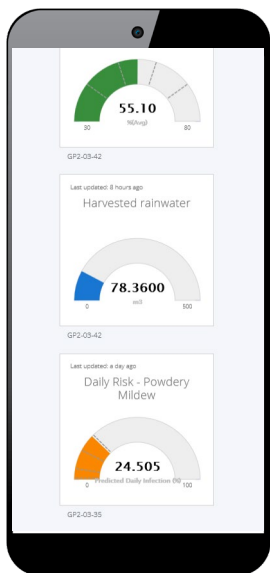 55.10
%(Avg)
30 80
GP2-03-42
Last updated: 8 hours ago
Harvested rainwater
78.3600
0 500
GP2-03-42
Last updated: a day ago
Daily Risk - Powdery
Mildew
24.505
0 Predicted Daily Infection (%) 100
GP2-03-35